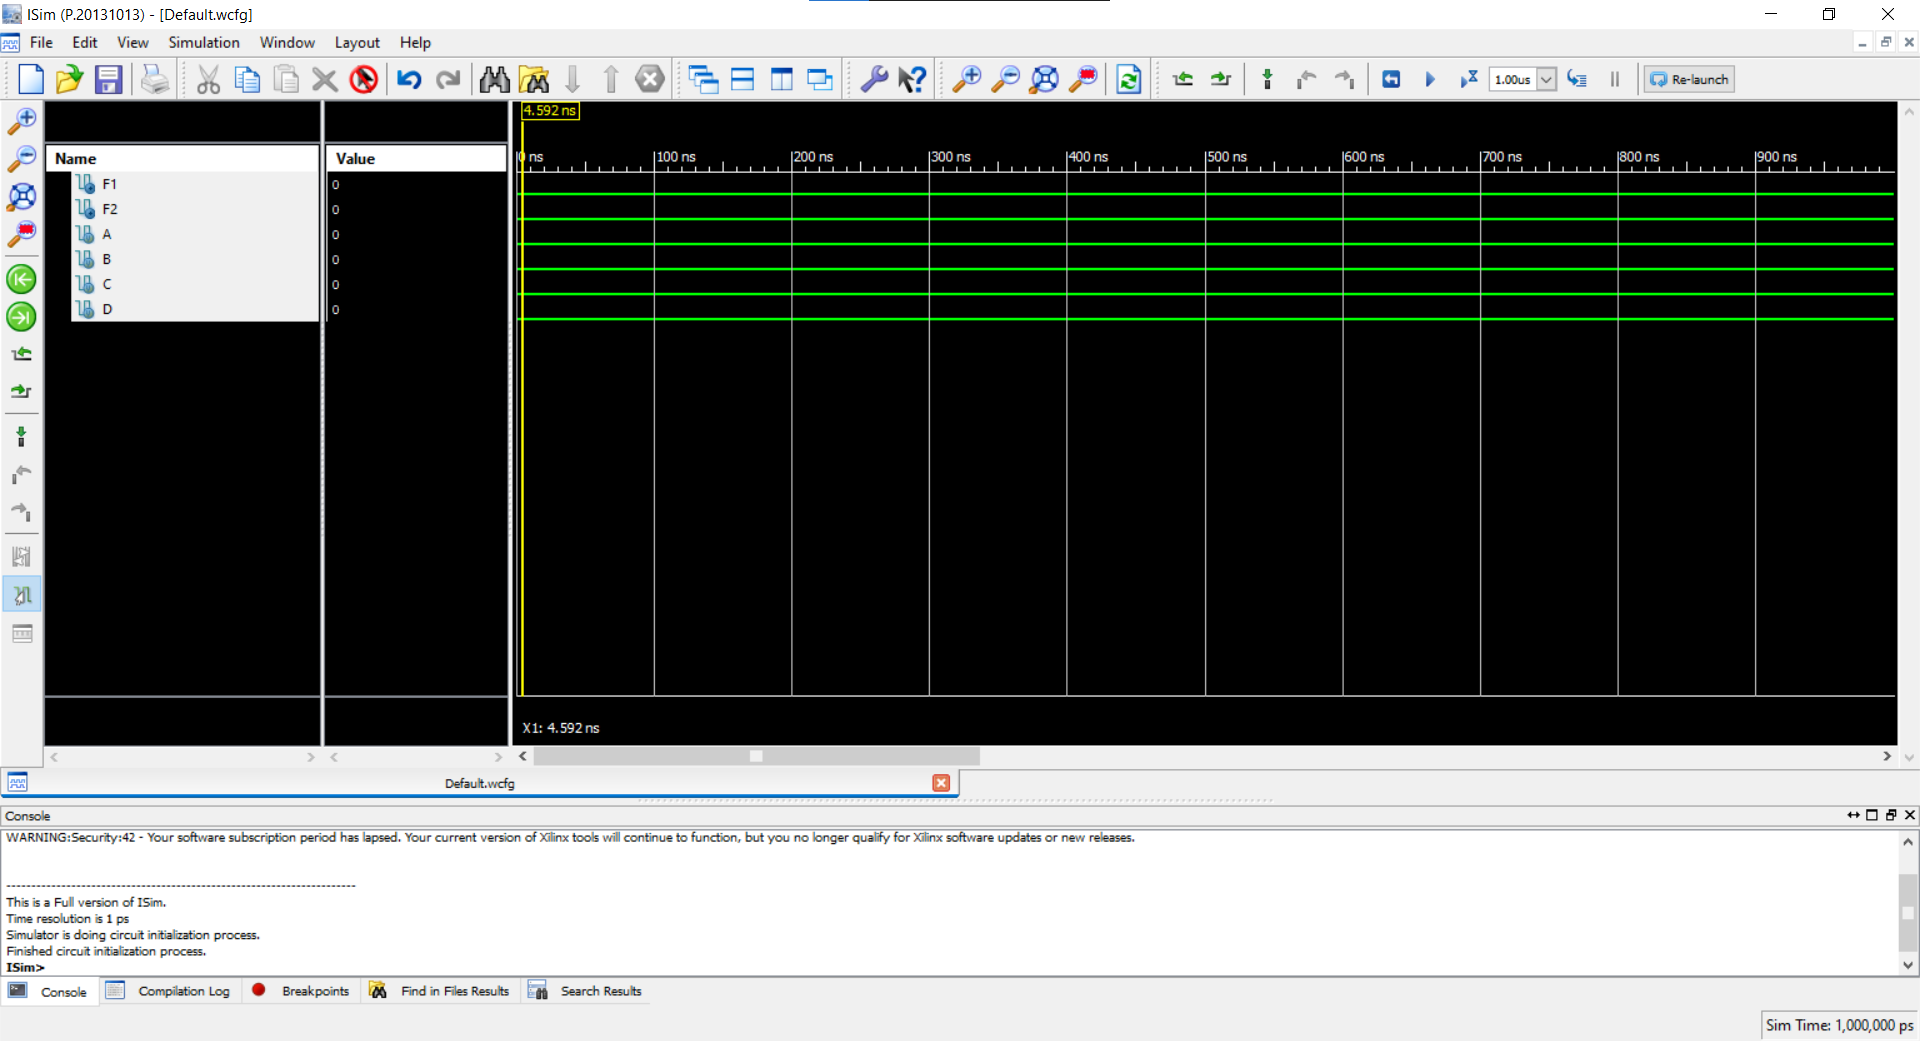 ISim (P.20131013) - [Default.wcfg]
File Edit View Simulation Window Layout Help
1.00us Re-launch
4.592 ns
Name Value
0 ns 100 ns 200 ns 300 ns 400 ns 500 ns 600 ns 700 ns 800 ns 900 ns
F1 0
F2 0
A 0
B 0
C 0
D 0
X1: 4.592 ns
Default.wcfg
Console
WARNING:Security:42 - Your software subscription period has lapsed. Your current version of Xilinx tools will continue to function, but you no longer qualify for Xilinx software updates or new releases.
----------------------------------------------------------------------
This is a Full version of ISim.
Time resolution is 1 ps
Simulator is doing circuit initialization process.
Finished circuit initialization process.
ISim>
Console Compilation Log Breakpoints Find in Files Results Search Results
Sim Time: 1,000,000 ps